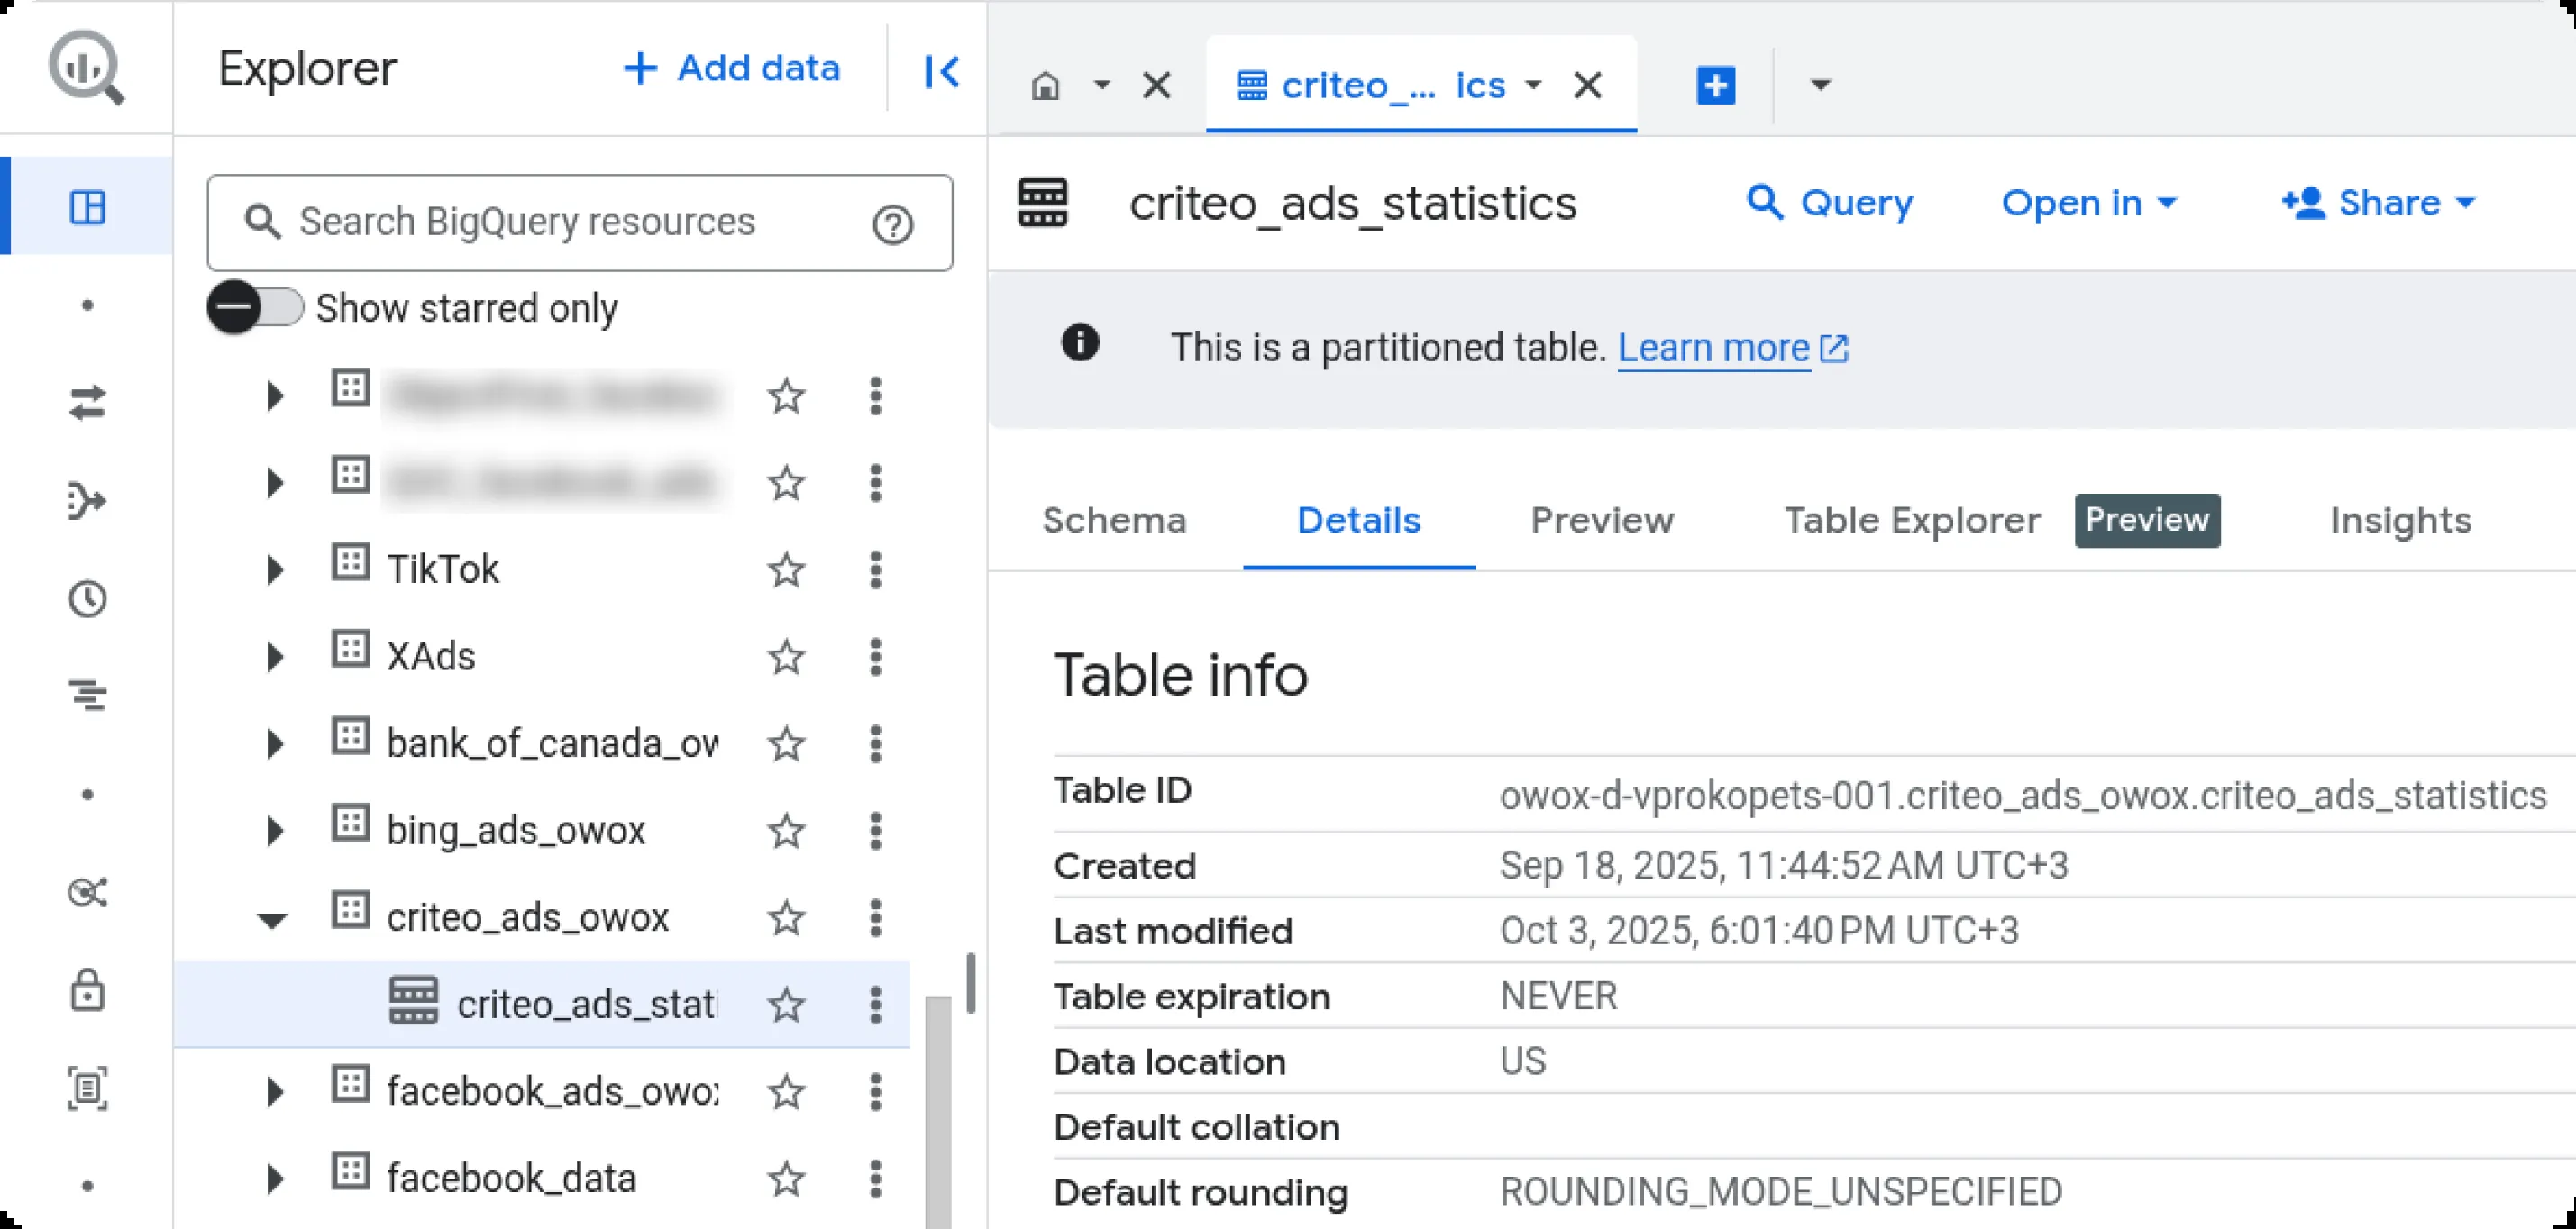 Explorer
+ Add data
Search BigQuery resources
Show starred only
TikTok
XAds
bank_of_canada_ow
bing_ads_owox
criteo_ads_owox
criteo_ads_stati
facebook_ads_owox
facebook_data
criteo_... ics
criteo_ads_statistics
Query
Open in
Share
This is a partitioned table. Learn more
Schema
Details
Preview
Table Explorer
Preview
Insights
Table info
Table ID owox-d-vprokopets-001.criteo_ads_owox.criteo_ads_statistics
Created Sep 18, 2025, 11:44:52 AM UTC+3
Last modified Oct 3, 2025, 6:01:40 PM UTC+3
Table expiration NEVER
Data location US
Default collation
Default rounding ROUNDING_MODE_UNSPECIFIED